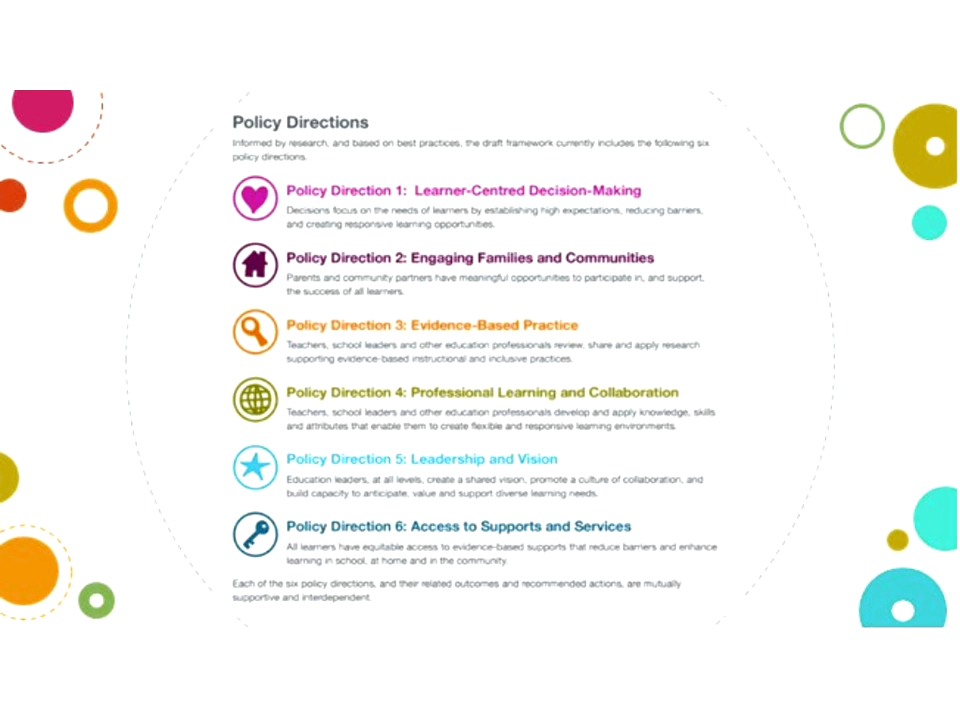 Policy Directions
Informed by research, and based on best practices, the draft framework currently includes the following six
policy directions.
Policy Direction 1: Learner-Centred Decision-Making
Decisions focus on the needs of learners by establishing high expectations, reducing barriers,
and creating responsive learning opportunities.
Policy Direction 2: Engaging Families and Communities
Parents and community partners have meaningful opportunities to participate in, and support,
the success of all learners.
Policy Direction 3: Evidence-Based Practice
Teachers, school leaders and other education professionals review, share and apply research
supporting evidence-based instructional and inclusive practices.
Policy Direction 4: Professional Learning and Collaboration
Teachers, school leaders and other education professionals develop and apply knowledge, skills
and attributes that enable them to create flexible and responsive learning environments.
Policy Direction 5: Leadership and Vision
Education leaders, at all levels, create a shared vision, promote a culture of collaboration, and
build capacity to anticipate, value and support diverse learning needs.
Policy Direction 6: Access to Supports and Services
All learners have equitable access to evidence-based supports that reduce barriers and enhance
learning in school, at home and in the community.
Each of the six policy directions, and their related outcomes and recommended actions, are mutually
supportive and interdependent.